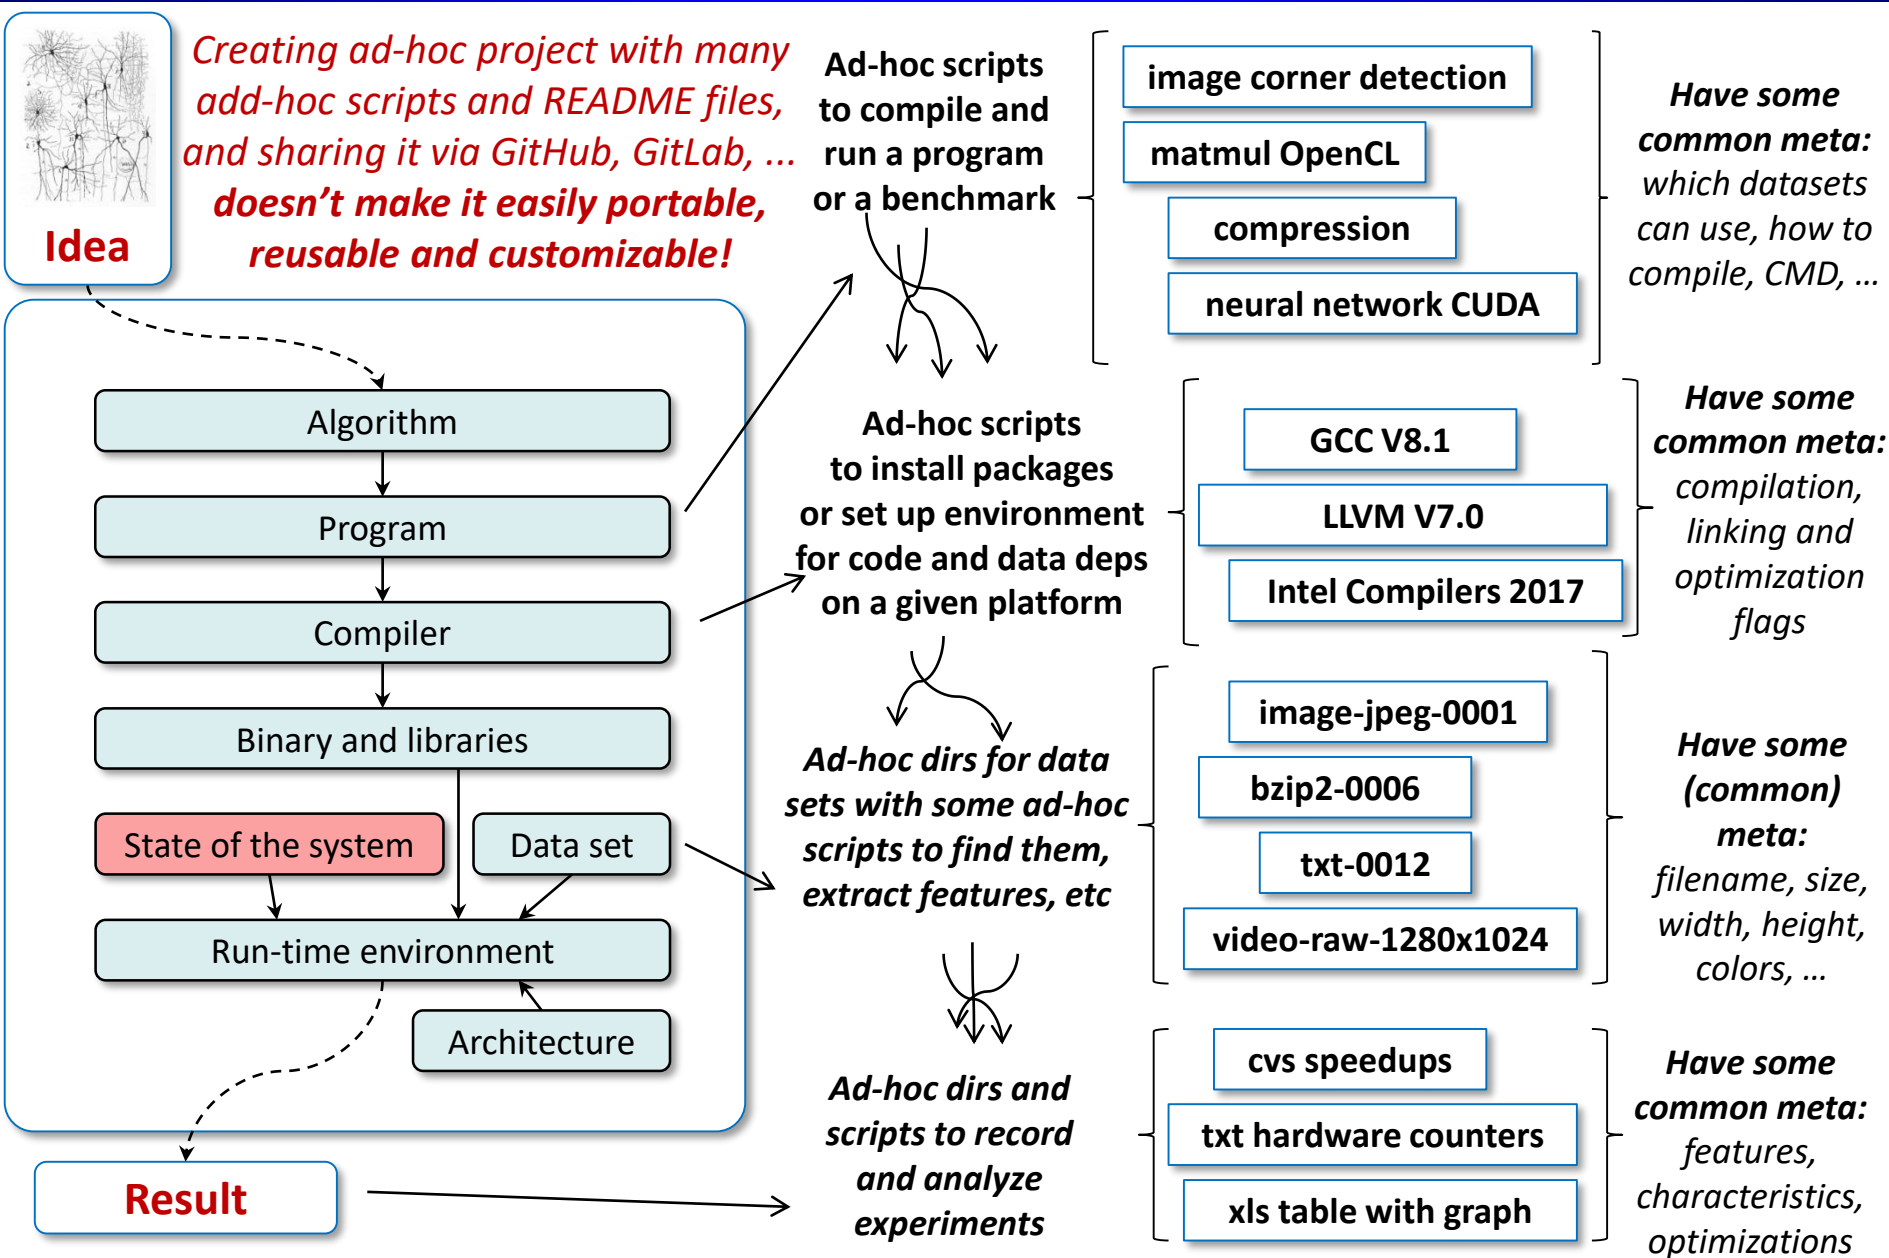 Idea
Creating ad-hoc project with many
add-hoc scripts and README files,
and sharing it via GitHub, GitLab, ...
doesn’t make it easily portable,
reusable and customizable!
Algorithm
Program
Compiler
Binary and libraries
State of the system
Data set
Run-time environment
Architecture
Result
Ad-hoc scripts
to compile and
run a program
or a benchmark
image corner detection
matmul OpenCL
compression
neural network CUDA
Have some
common meta:
which datasets
can use, how to
compile, CMD, …
Ad-hoc scripts
to install packages
or set up environment
for code and data deps
on a given platform
GCC V8.1
LLVM V7.0
Intel Compilers 2017
Have some
common meta:
compilation,
linking and
optimization
flags
Ad-hoc dirs for data
sets with some ad-hoc
scripts to find them,
extract features, etc
image-jpeg-0001
bzip2-0006
txt-0012
video-raw-1280x1024
Have some
(common)
meta:
filename, size,
width, height,
colors, …
Ad-hoc dirs and
scripts to record
and analyze
experiments
cvs speedups
txt hardware counters
xls table with graph
Have some
common meta:
features,
characteristics,
optimizations